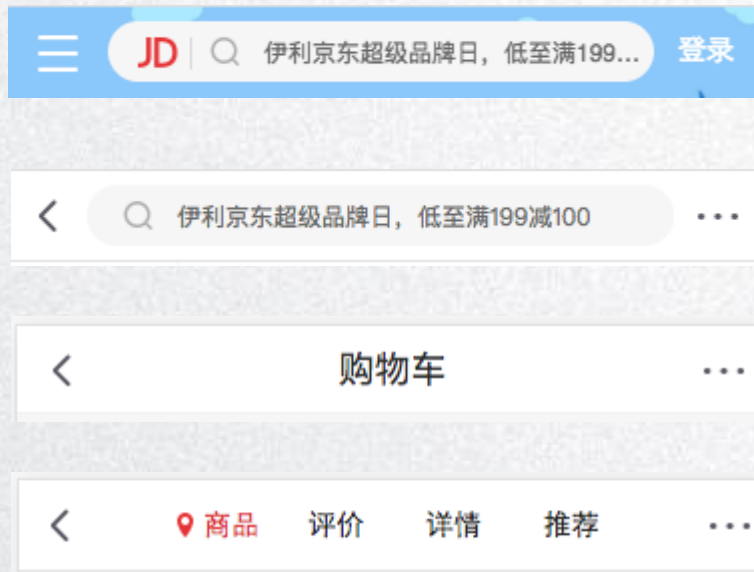 JD 伊利京东超级品牌日，低至满199... 登录
伊利京东超级品牌日，低至满199减100 ...
购物车 ...
商品 评价 详情 推荐 ...